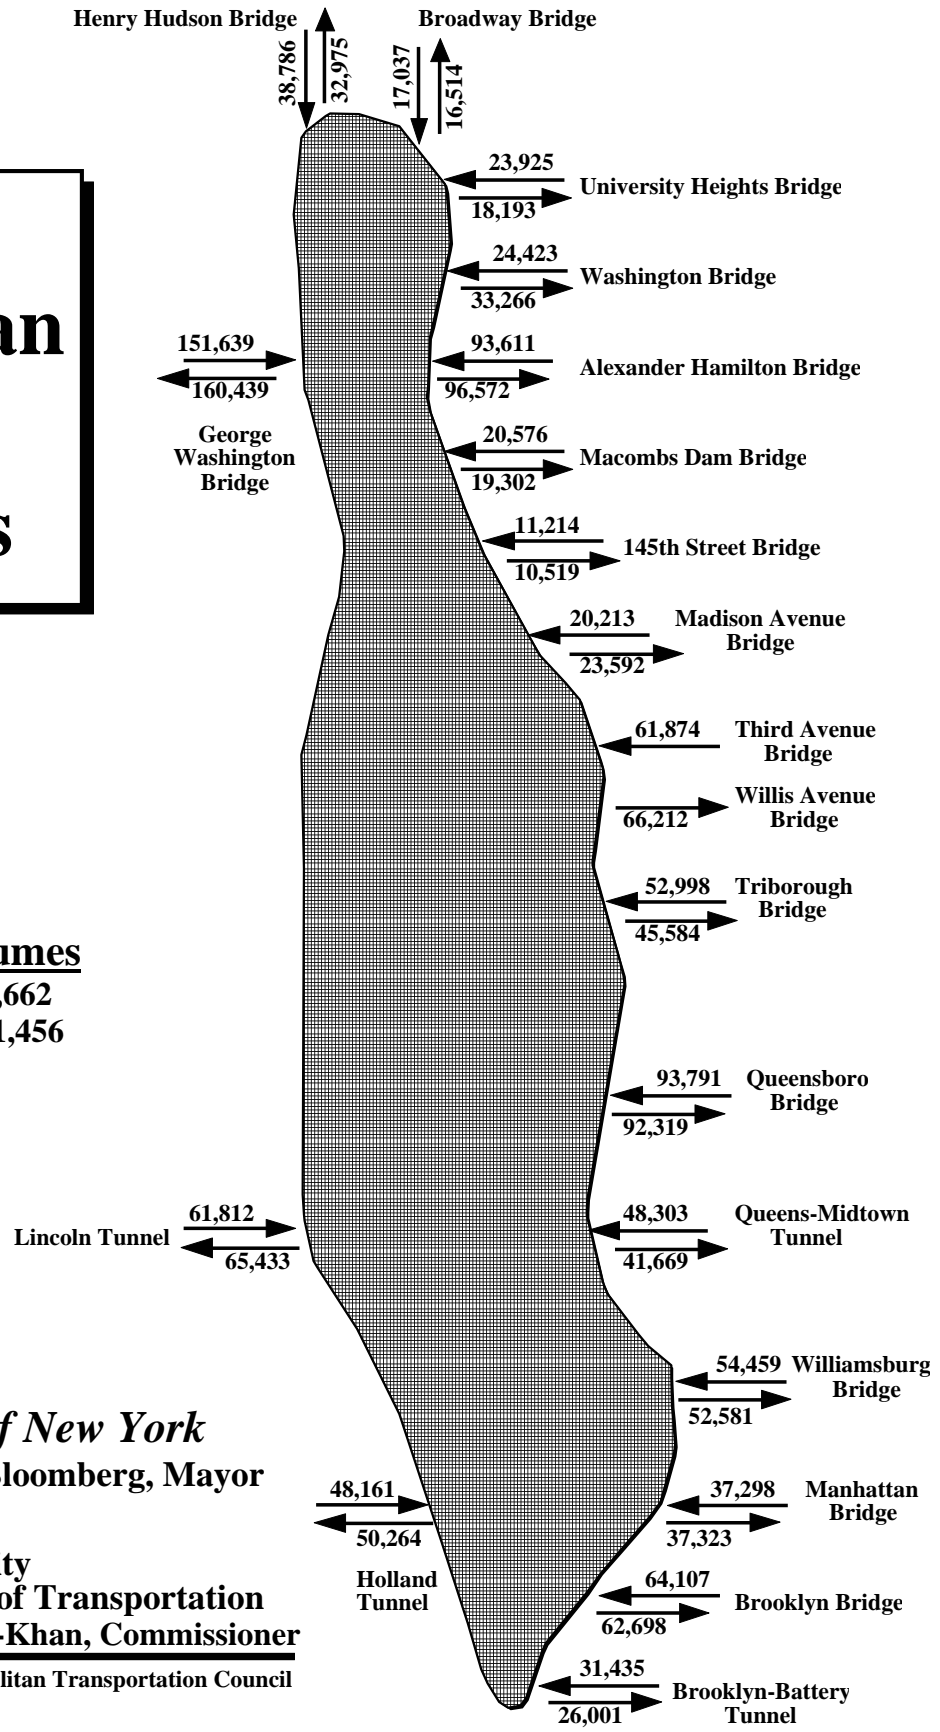 Henry Hudson Bridge
Broadway Bridge
38,786
32,975
17,037
16,514
23,925
University Heights Bridge
18,193
24,423
Washington Bridge
33,266
an
151,639
160,439
George
Washington
Bridge
93,611
Alexander Hamilton Bridge
96,572
20,576
Macombs Dam Bridge
19,302
s
11,214
145th Street Bridge
10,519
20,213
Madison Avenue
Bridge
23,592
61,874
Third Avenue
Bridge
Willis Avenue
Bridge
66,212
52,998
Triborough
Bridge
45,584
umes
,662
1,456
93,791
Queensboro
Bridge
92,319
61,812
Lincoln Tunnel
65,433
48,303
Queens-Midtown
Tunnel
41,669
54,459
Williamsburg
Bridge
52,581
f New York
Bloomberg, Mayor
48,161
50,264
Holland
Tunnel
37,298
Manhattan
Bridge
37,323
ity
of Transportation
-Khan, Commissioner
litan Transportation Council
64,107
Brooklyn Bridge
62,698
31,435
Brooklyn-Battery
Tunnel
26,001